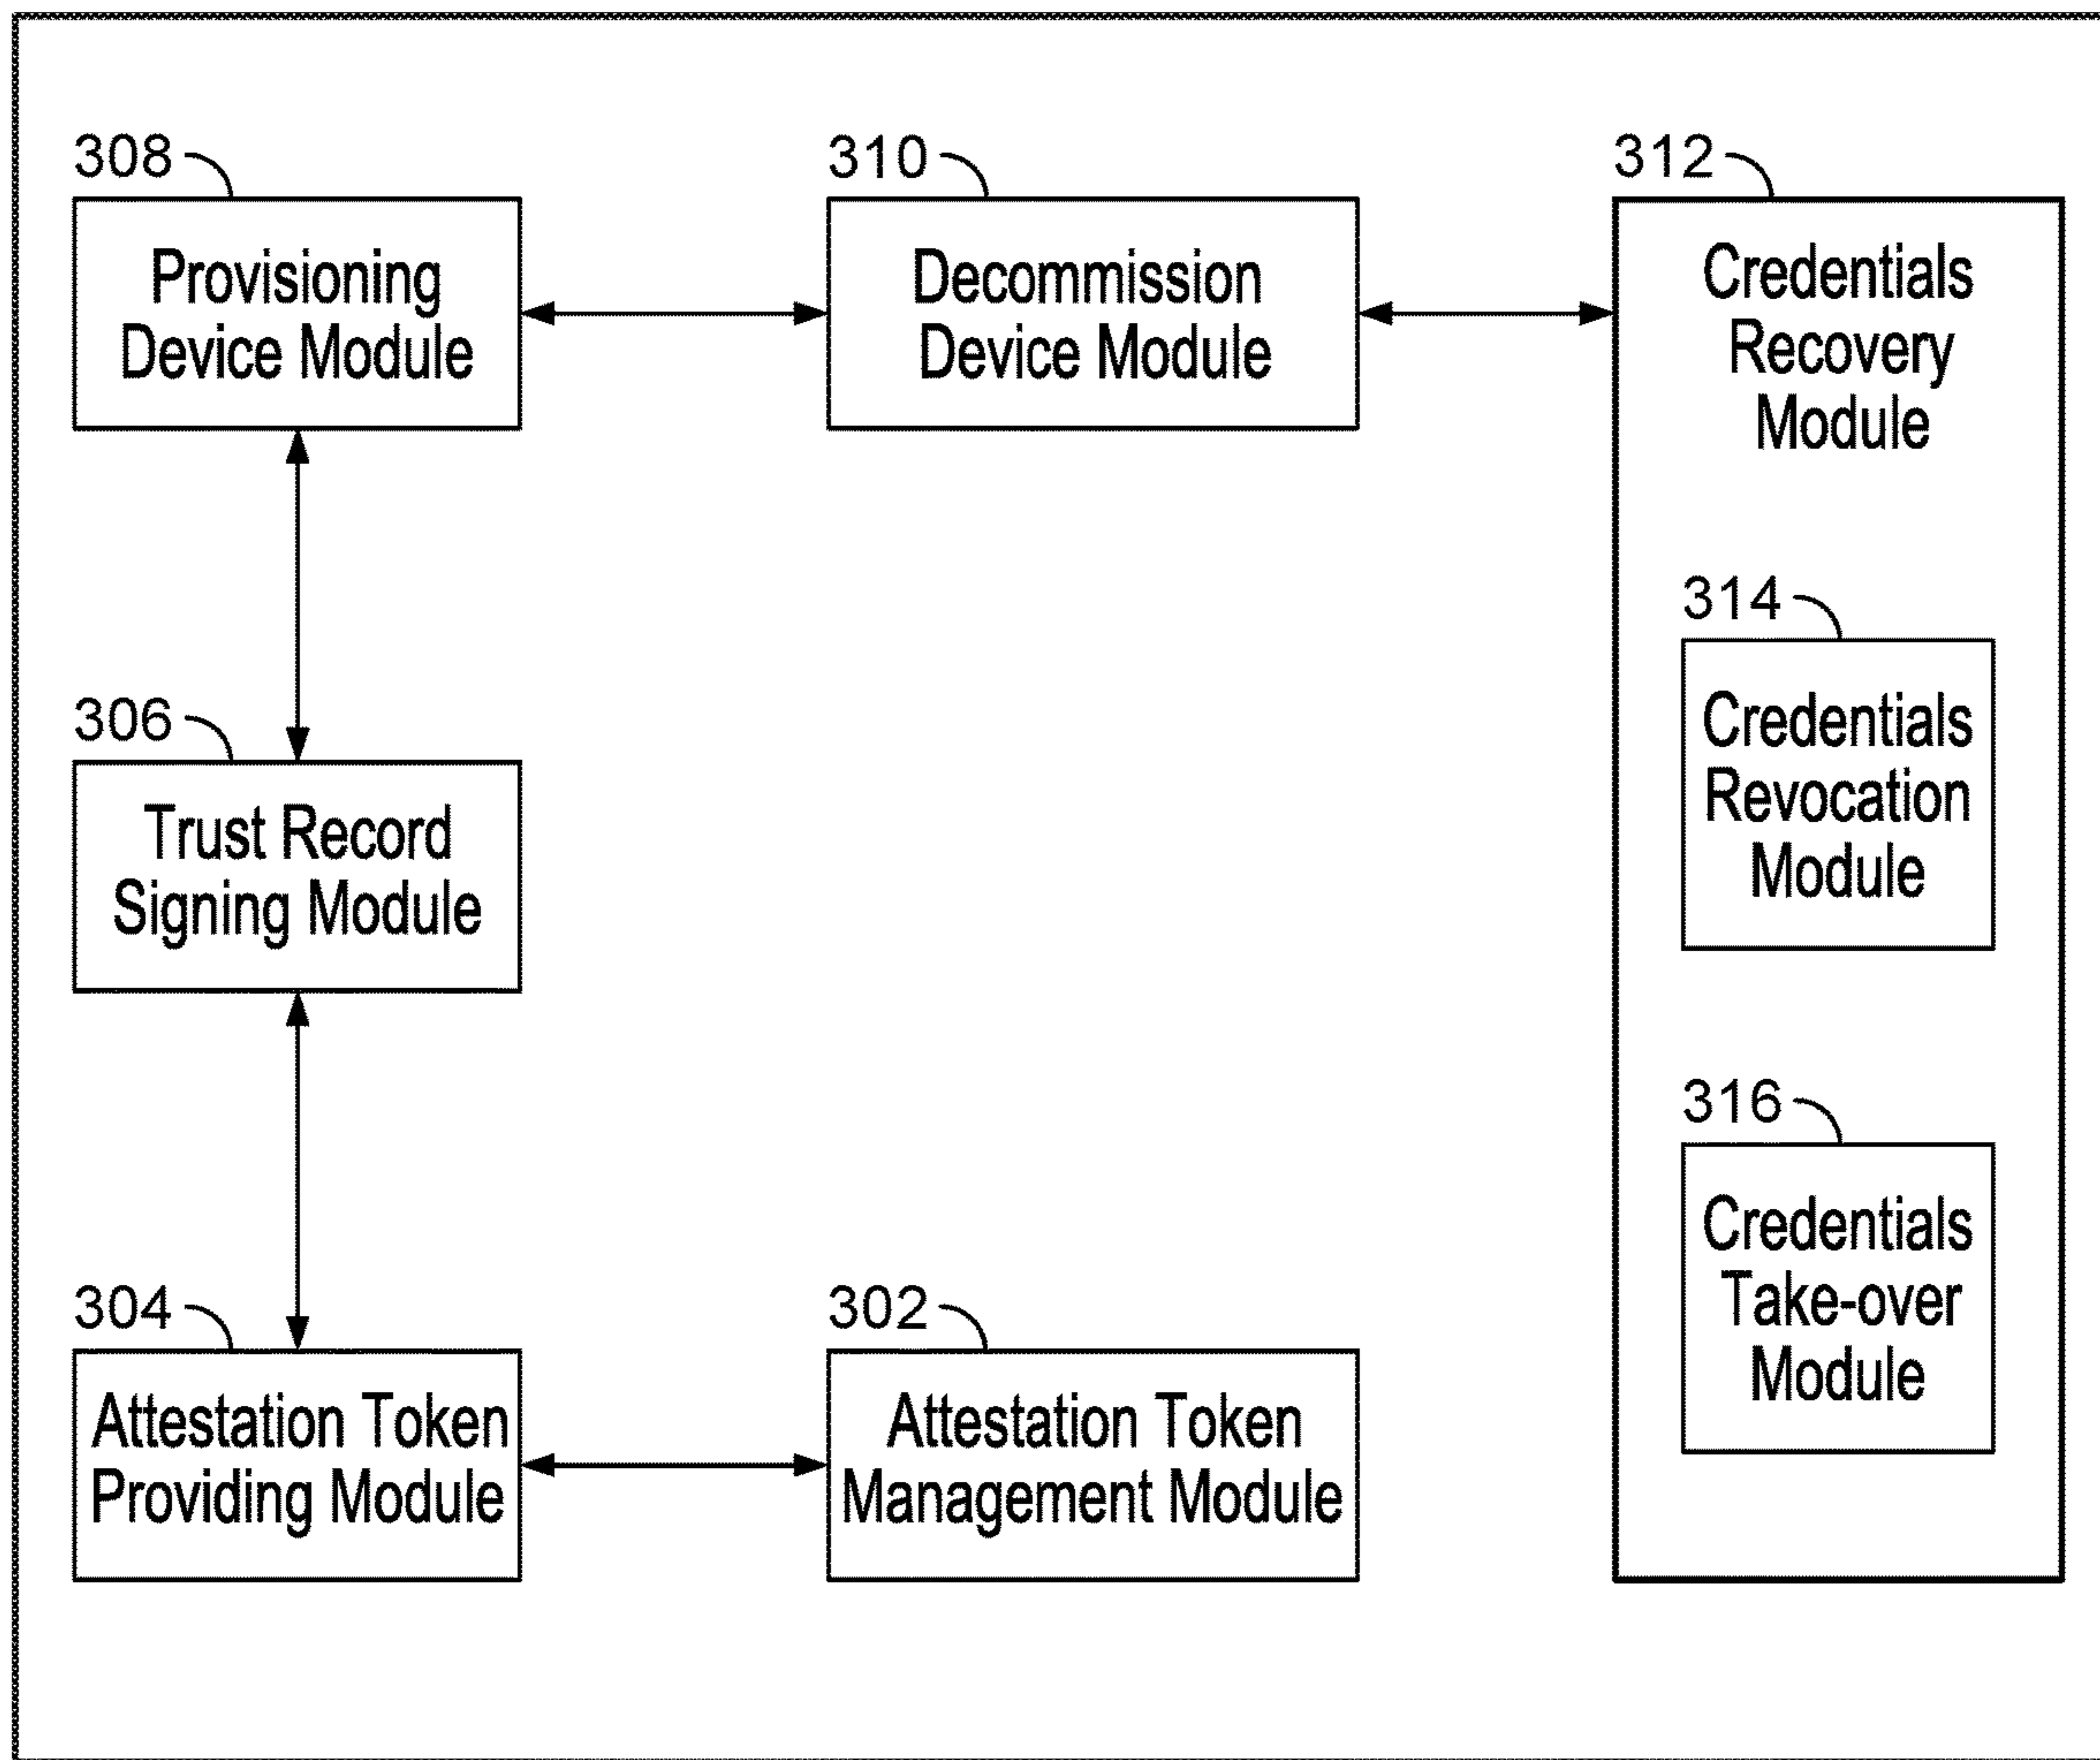 308
Provisioning
Device Module
310
Decommission
Device Module
312
Credentials
Recovery
Module
314
Credentials
Revocation
Module
316
Credentials
Take-over
Module
306
Trust Record
Signing Module
304
Attestation Token
Providing Module
302
Attestation Token
Management Module